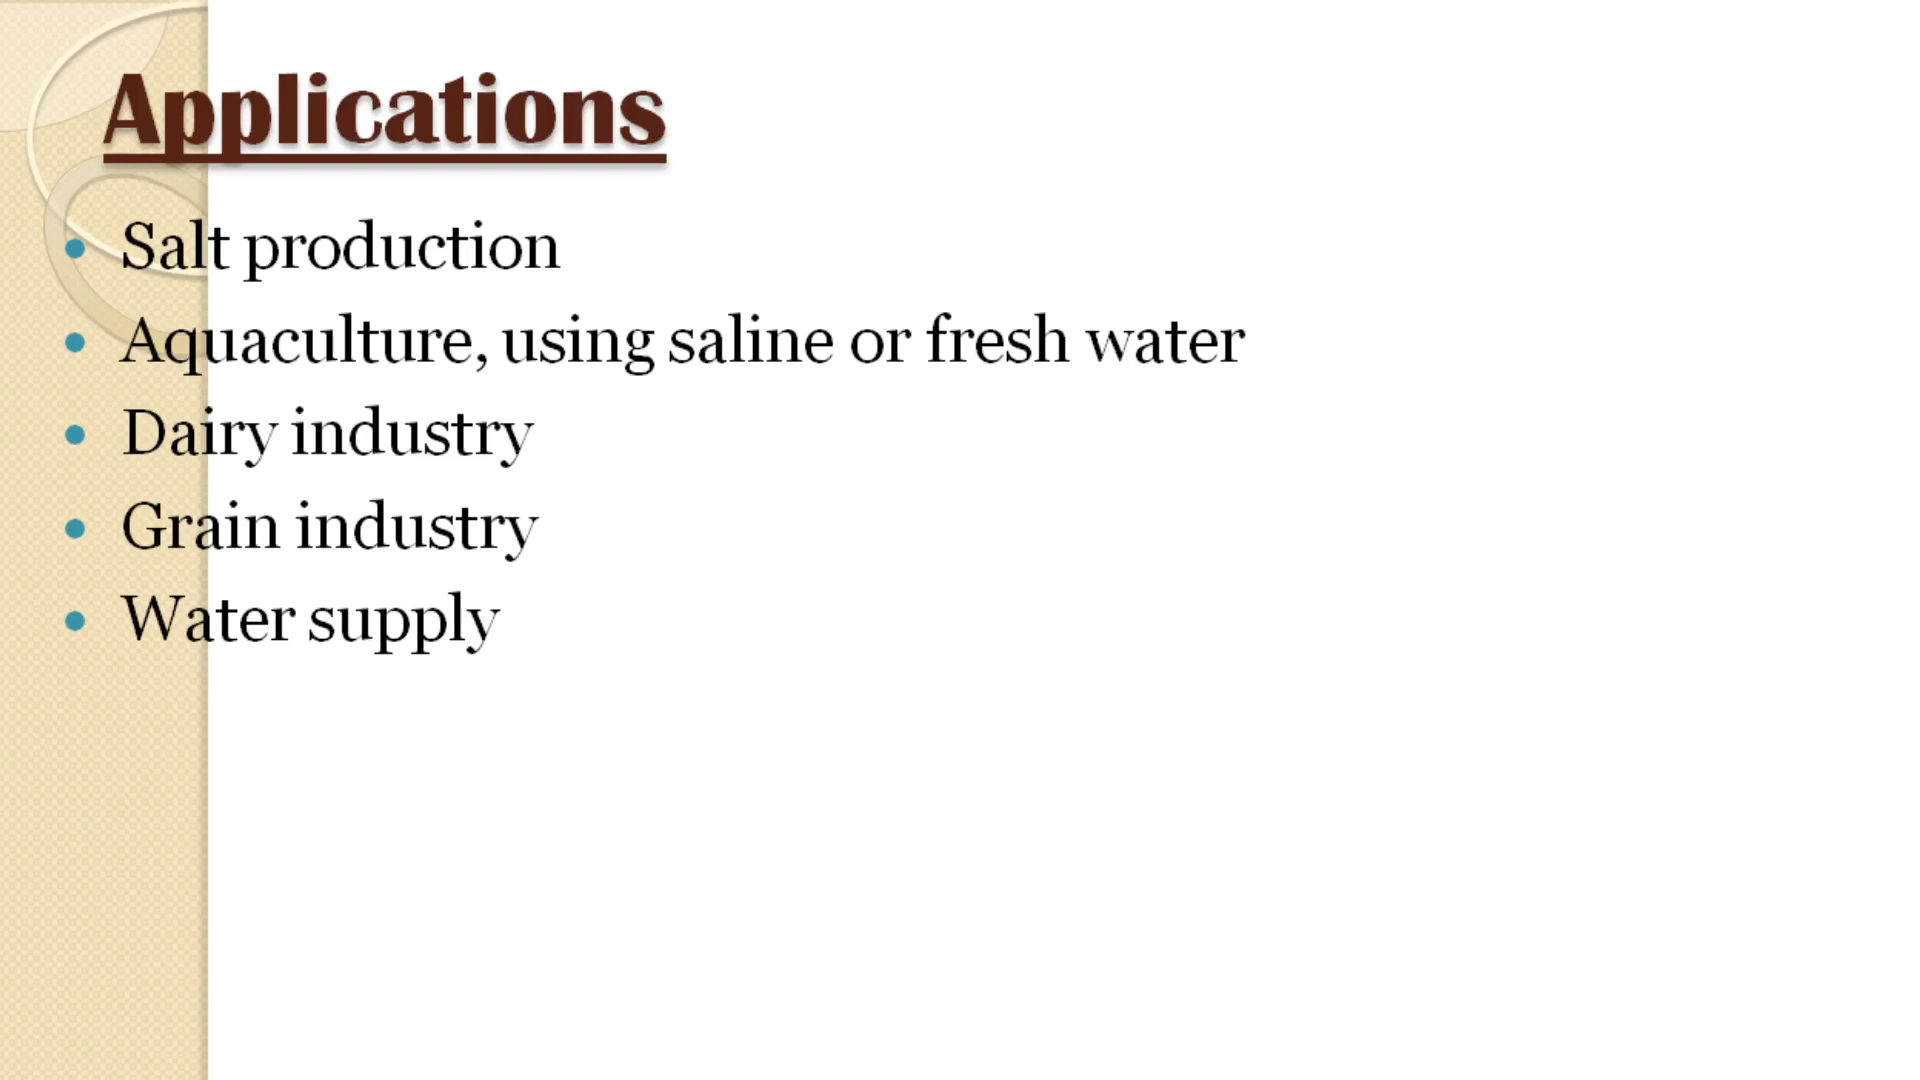 Applications
• Salt production
• Aquaculture, using saline or fresh water
• Dairy industry
• Grain industry
• Water supply